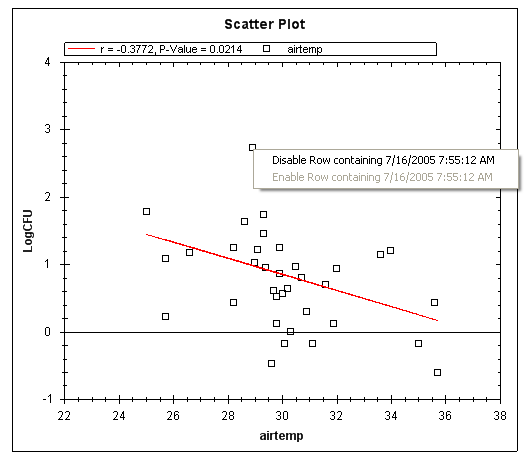 Scatter Plot
r = -0.3772, P-Value = 0.0214 airtemp
4
3
2
1
0
-1
LogCFU
Disable Row containing 7/16/2005 7:55:12 AM
Enable Row containing 7/16/2005 7:55:12 AM
22 24 26 28 30 32 34 36 38
airtemp